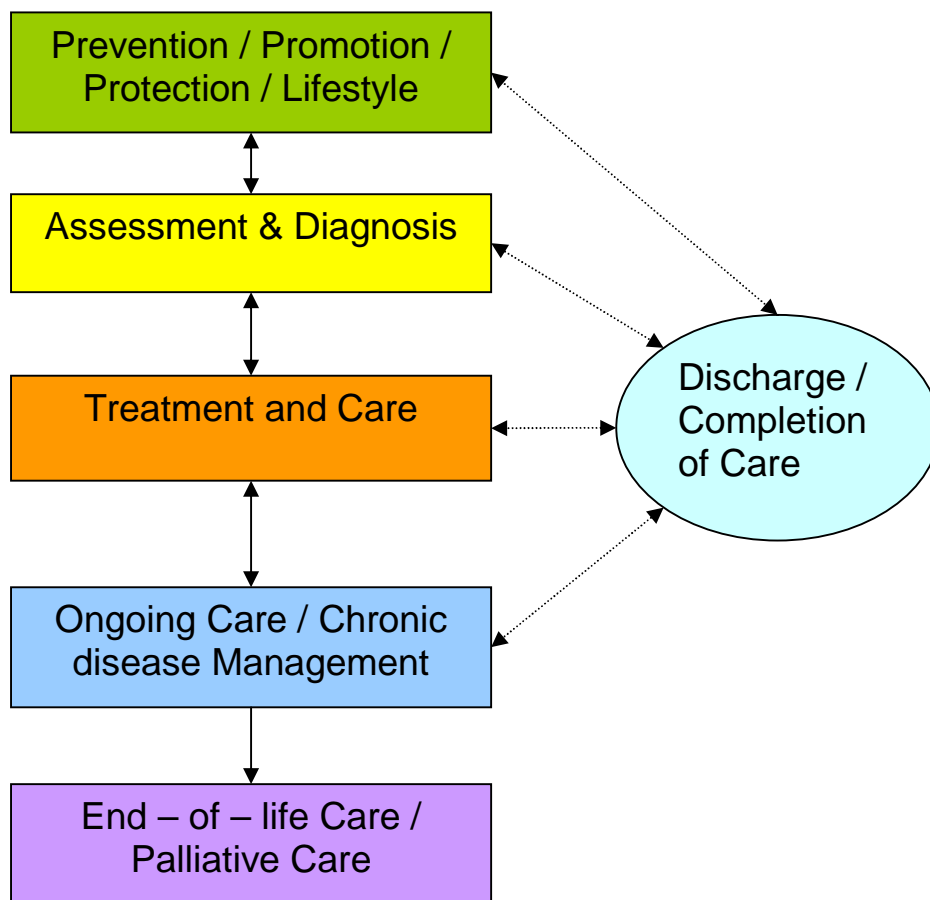 Prevention / Promotion /
Protection / Lifestyle
Assessment & Diagnosis
Treatment and Care
Discharge /
Completion
of Care
Ongoing Care / Chronic
disease Management
End – of – life Care /
Palliative Care